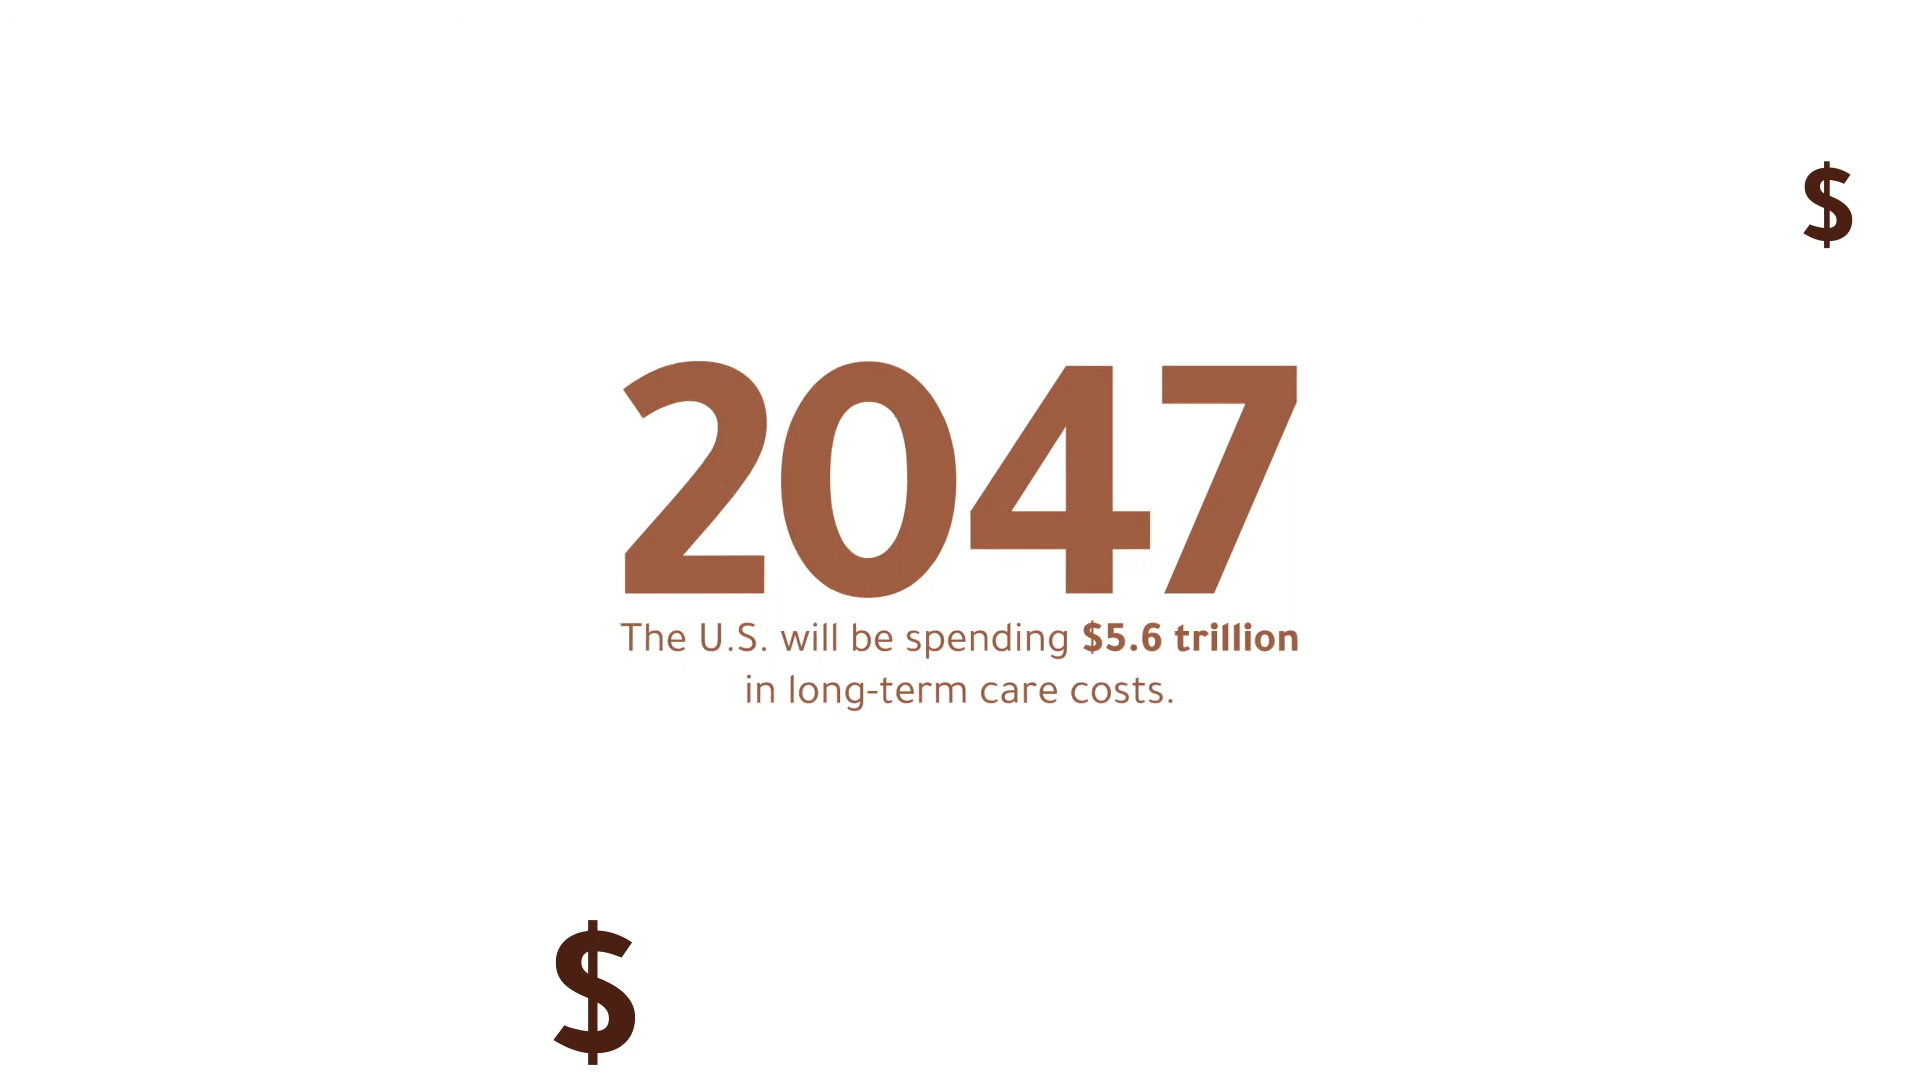 $
2047
The U.S. will be spending $5.6 trillion
in long-term care costs.
$